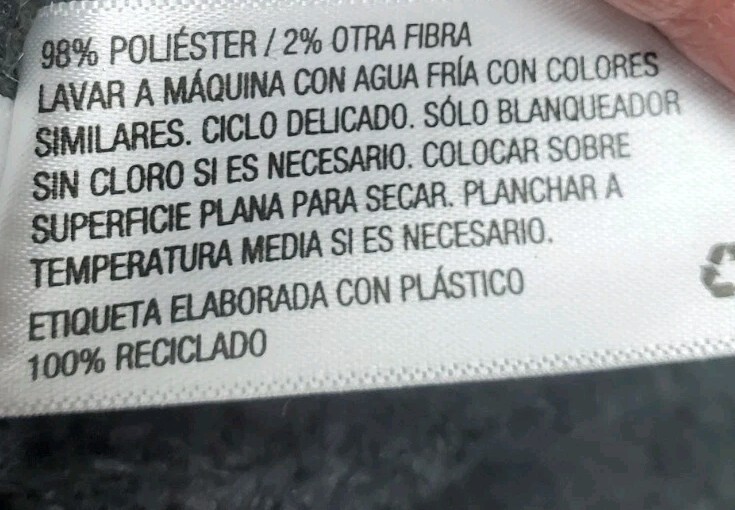 98% POLIÉSTER / 2% OTRA FIBRA
LAVAR A MÁQUINA CON AGUA FRÍA CON COLORES
SIMILARES. CICLO DELICADO. SÓLO BLANQUEADOR
SIN CLORO SI ES NECESARIO. COLOCAR SOBRE
SUPERFICIE PLANA PARA SECAR. PLANCHAR A
TEMPERATURA MEDIA SI ES NECESARIO.
ETIQUETA ELABORADA CON PLÁSTICO
100% RECICLADO